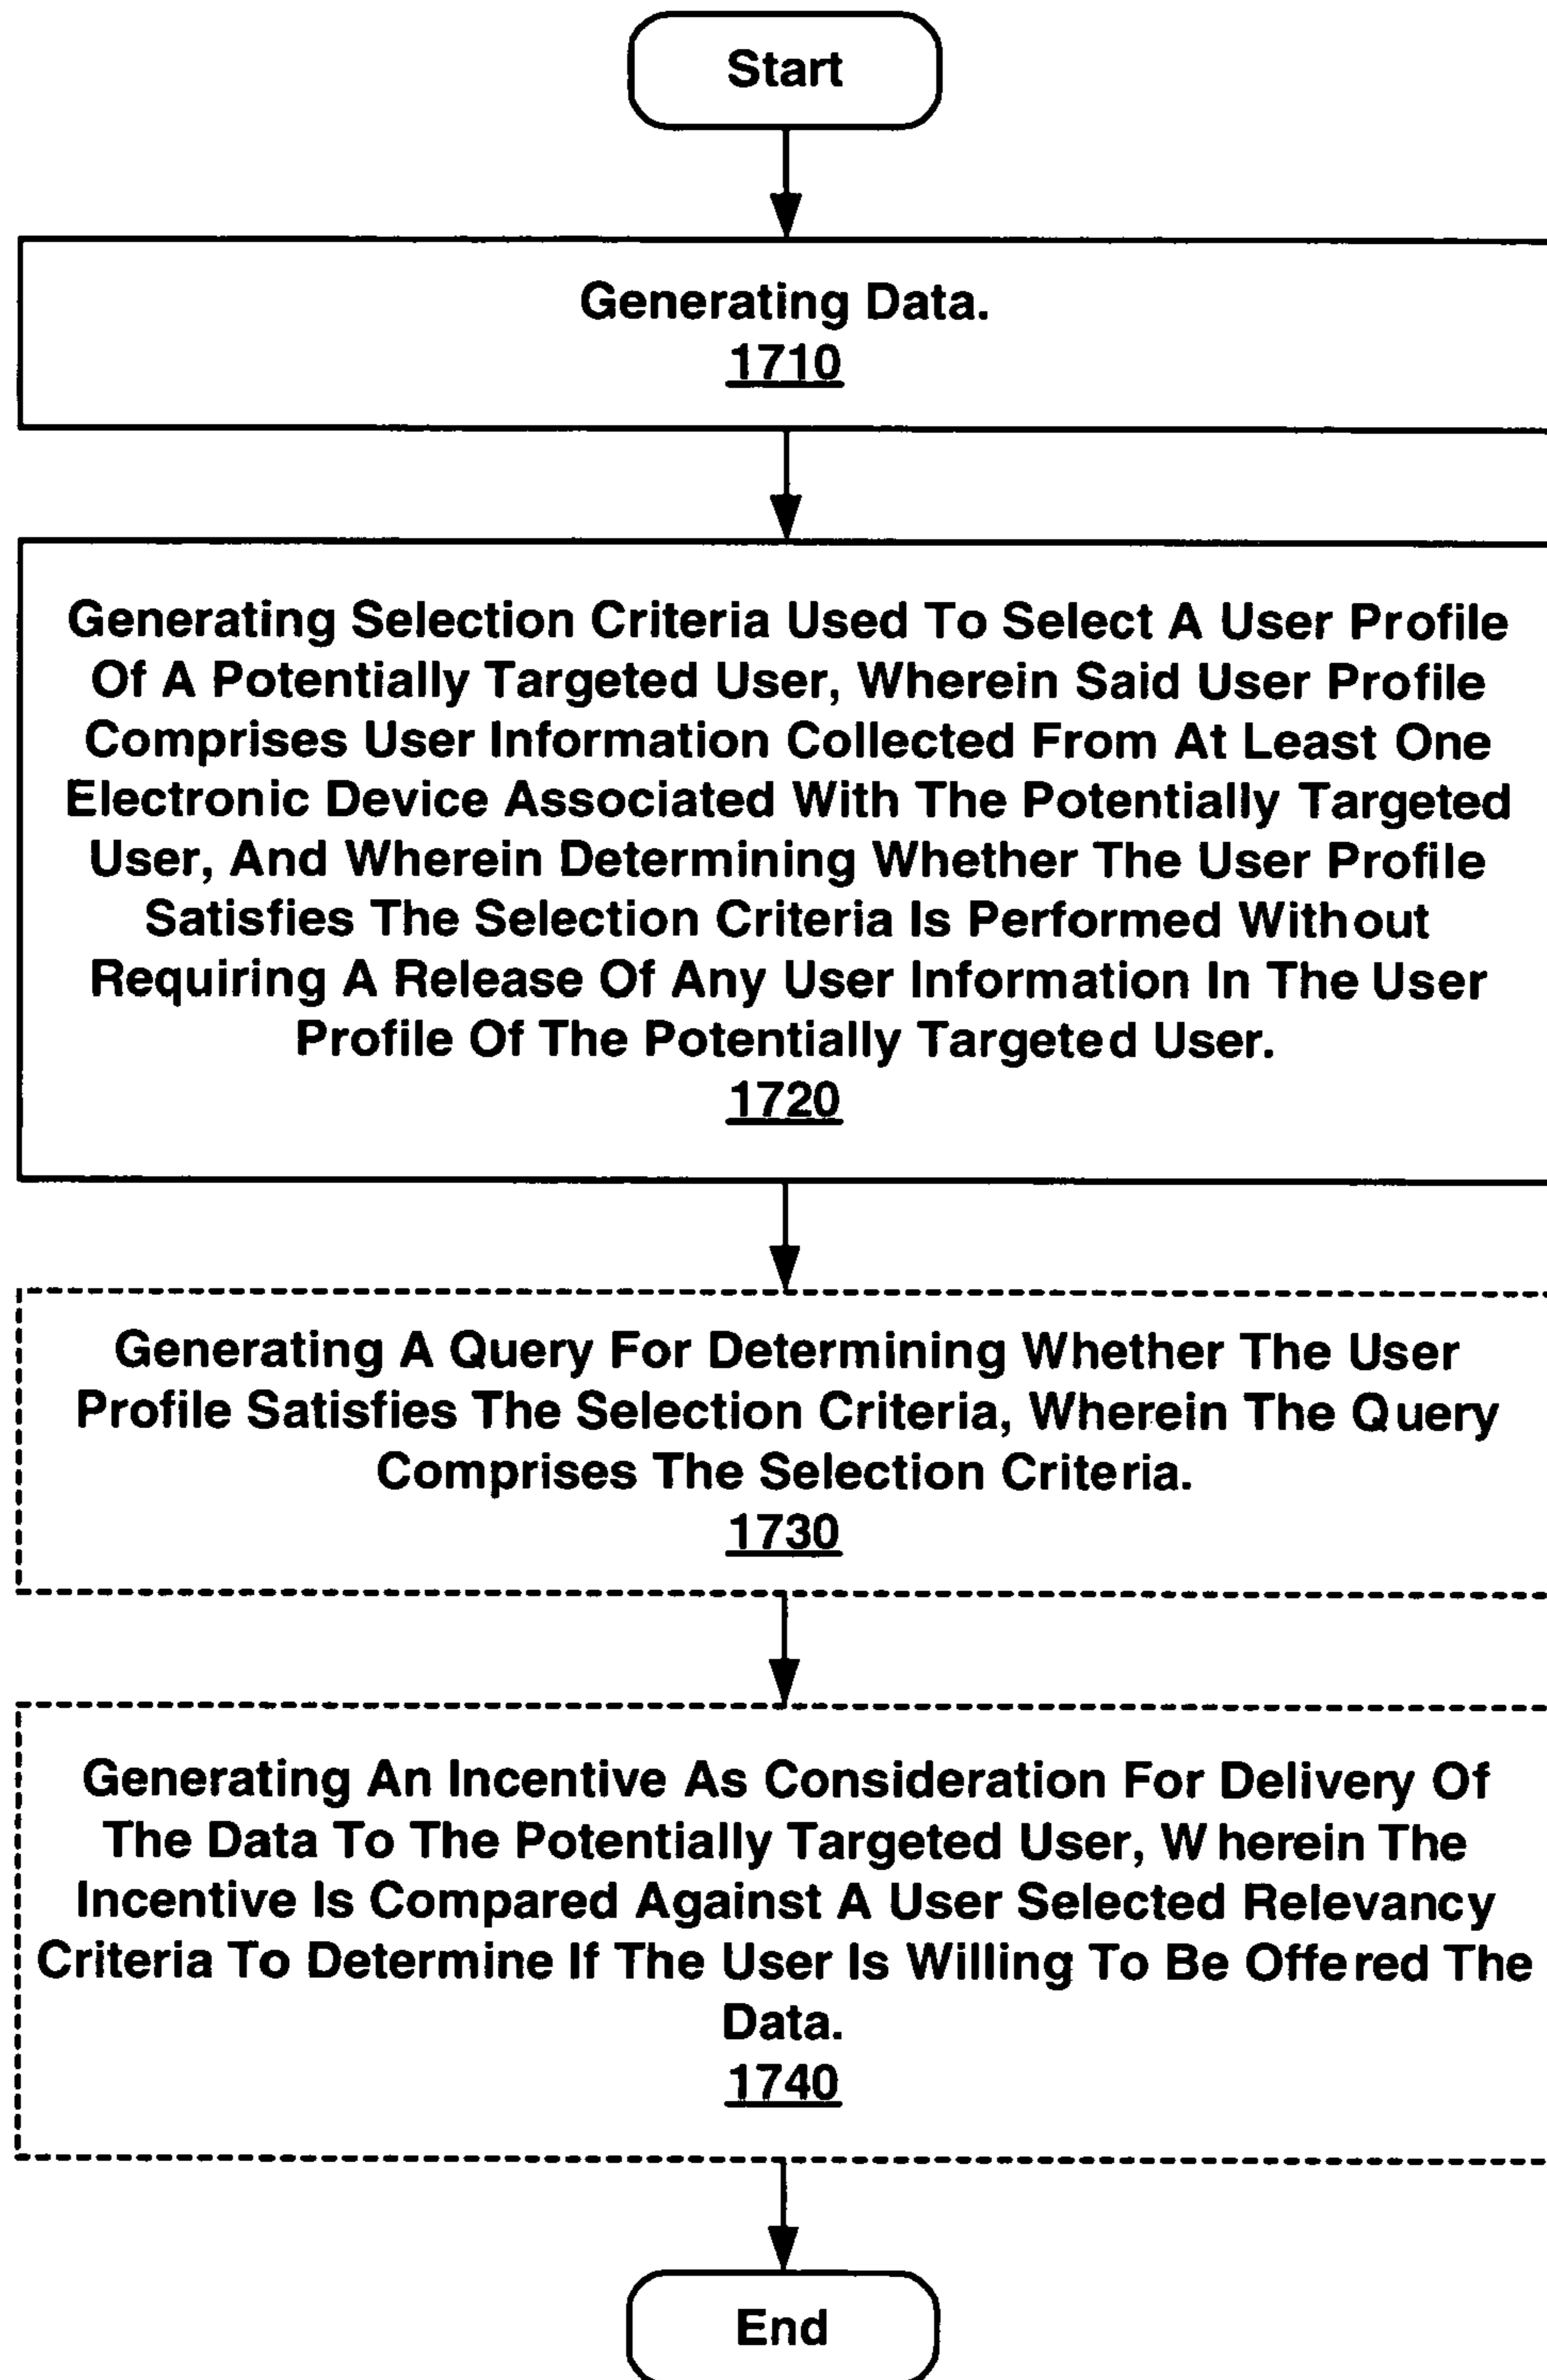 Start
Generating Data.
1710
Generating Selection Criteria Used To Select A User Profile
Of A Potentially Targeted User, Wherein Said User Profile
Comprises User Information Collected From At Least One
Electronic Device Associated With The Potentially Targeted
User, And Wherein Determining Whether The User Profile
Satisfies The Selection Criteria Is Performed Without
Requiring A Release Of Any User Information In The User
Profile Of The Potentially Targeted User.
1720
Generating A Query For Determining Whether The User
Profile Satisfies The Selection Criteria, Wherein The Query
Comprises The Selection Criteria.
1730
Generating An Incentive As Consideration For Delivery Of
The Data To The Potentially Targeted User, Wherein The
Incentive Is Compared Against A User Selected Relevancy
Criteria To Determine If The User Is Willing To Be Offered The
Data.
1740
End